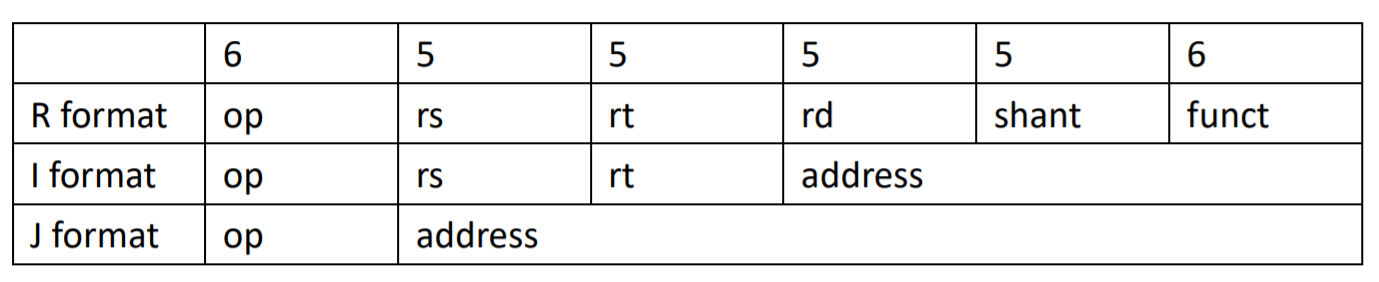 6 5 5 5 5 6
R format op rs rt rd shant funct
I format op rs rt address
J format op address